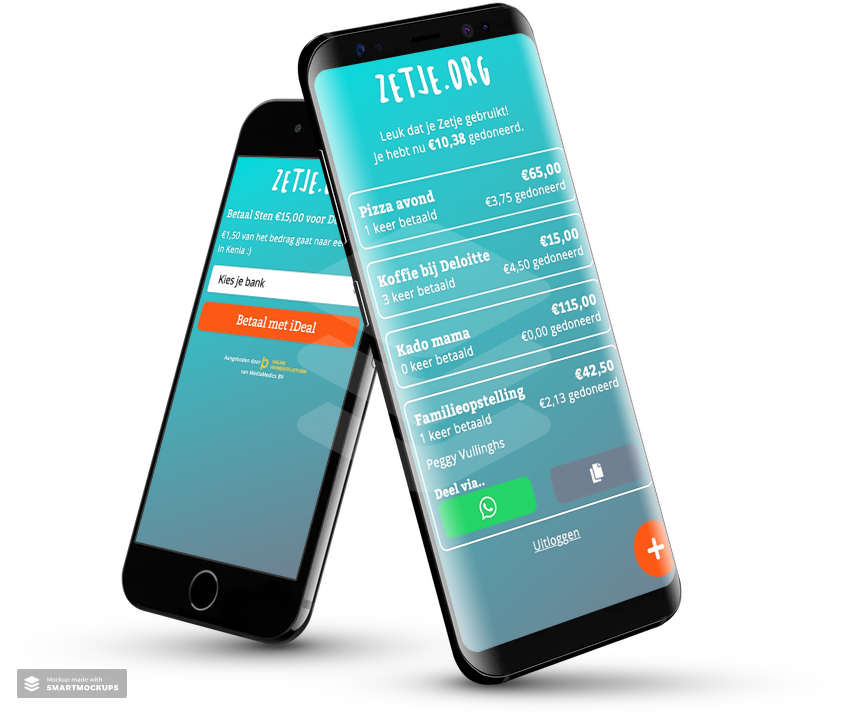 ZETJE.ORG
Leuk dat je Zetje gebruikt!
Je hebt nu €10,38 gedoneerd.
Pizza avond
€65,00
1 keer betaald
€3,75 gedoneerd
Koffie bij Deloitte
€15,00
3 keer betaald
€4,50 gedoneerd
Kado mama
€115,00
0 keer betaald
€0,00 gedoneerd
Familieopstelling
€42,50
1 keer betaald
€2,13 gedoneerd
Peggy Vullinghs
Deel via..
Uitloggen
ZETJE.
Betaal Sten €15,00 voor
€1,50 van het bedrag gaat naar
in Kenia :)
Kies je bank
Betaal met iDeal
Aangeboden door
ONLINE
PAYMENTPLATFORM
van MediaMedics BV
Mockup made with
SMARTMOCKUPS